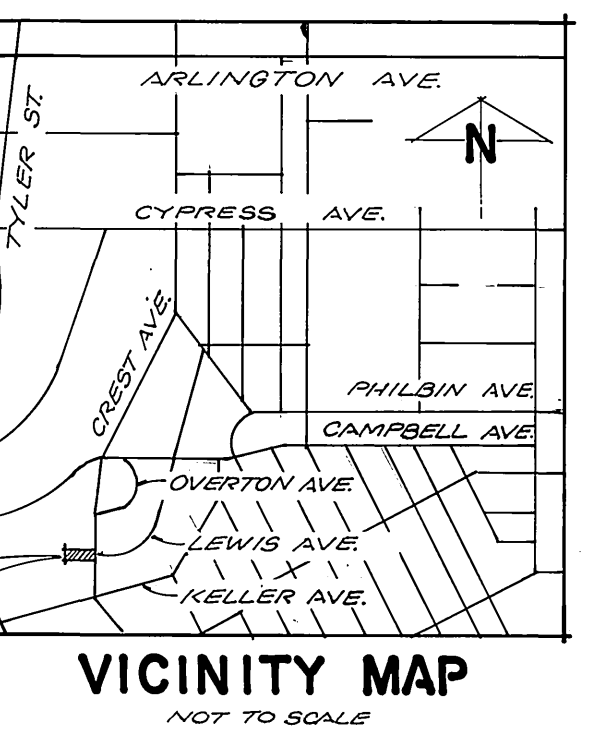 ARLINGTON AVE.
TYLER ST.
N
CYPRESS AVE.
CREST AVE.
PHILBIN AVE.
CAMPBELL AVE.
OVERTON AVE.
LEWIS AVE.
KELLER AVE.
VICINITY MAP
NOT TO SCALE